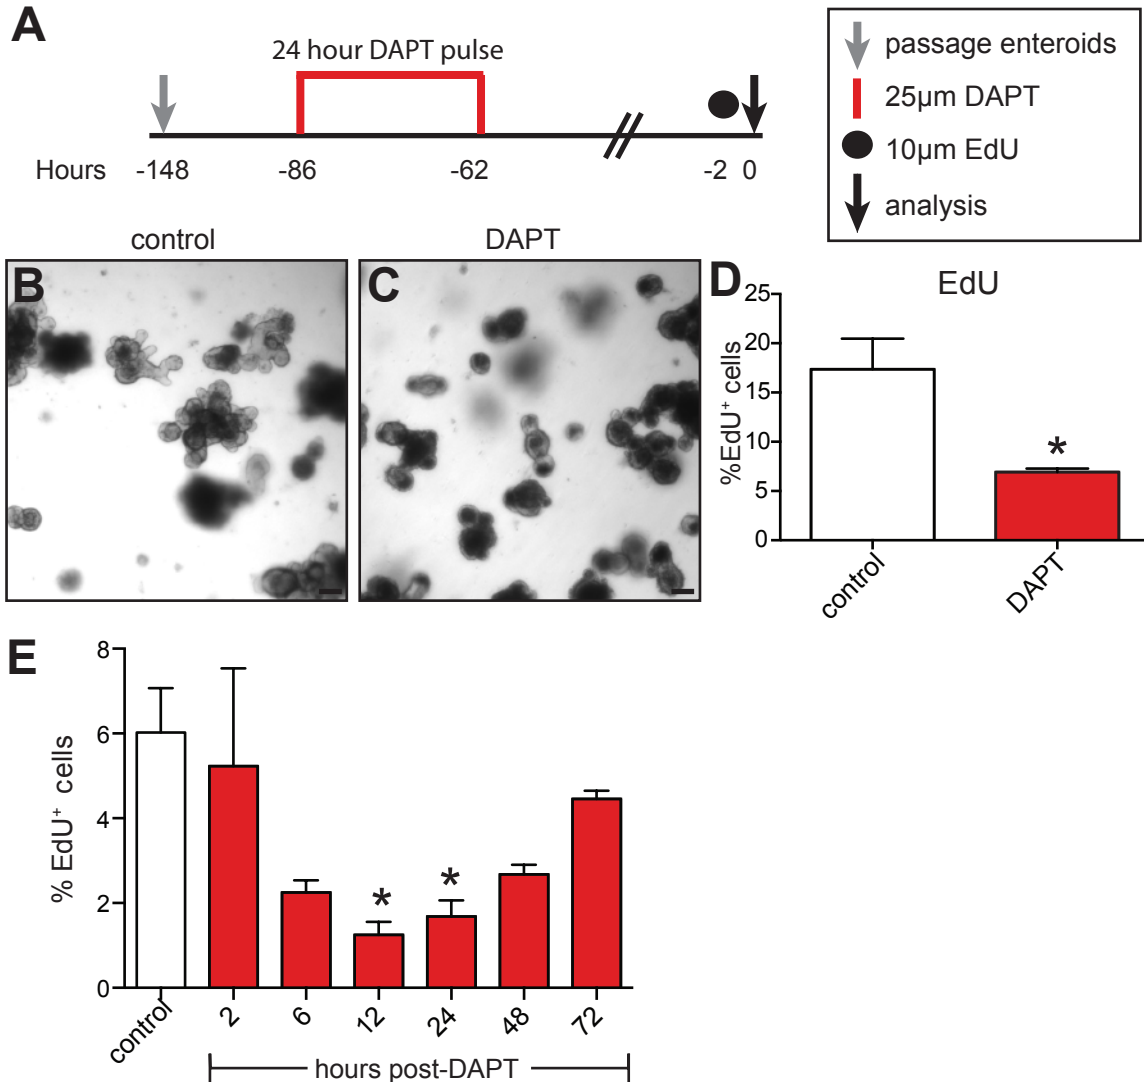 A
24 hour DAPT pulse
Hours -148 -86 -62 -2 0
passage enteroids
25µm DAPT
10µm EdU
analysis
control
DAPT
B
C
D
EdU
%EdU⁺ cells
25
20
15
10
5
0
control
DAPT
*
E
% EdU⁺ cells
8
6
4
2
0
* *
control 2 6 12 24 48 72
hours post-DAPT